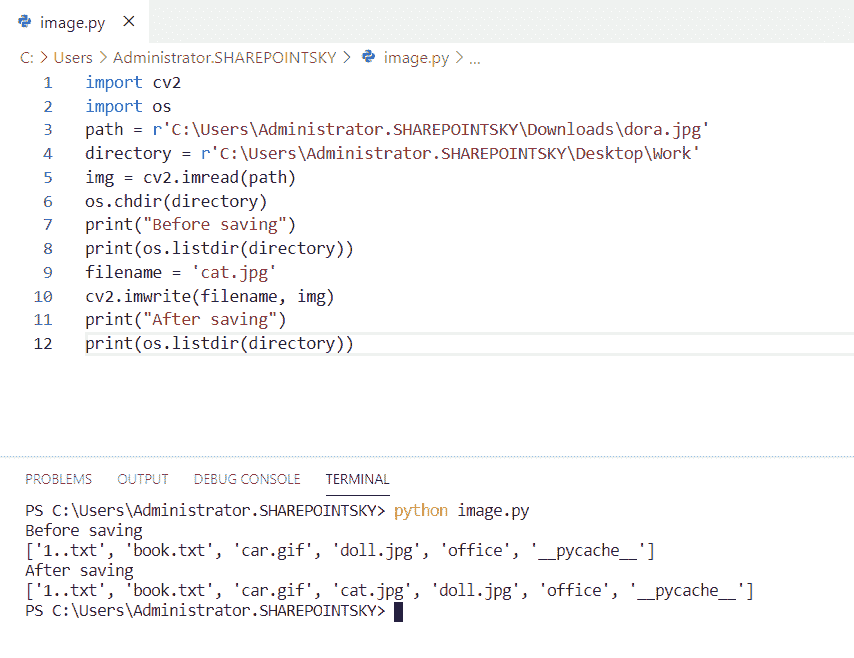 image.py ×
C: > Users > Administrator.SHAREPOINTSKY > image.py > ...
1 import cv2
2 import os
3 path = r'C:\Users\Administrator.SHAREPOINTSKY\Downloads\dora.jpg'
4 directory = r'C:\Users\Administrator.SHAREPOINTSKY\Desktop\Work'
5 img = cv2.imread(path)
6 os.chdir(directory)
7 print("Before saving")
8 print(os.listdir(directory))
9 filename = 'cat.jpg'
10 cv2.imwrite(filename, img)
11 print("After saving")
12 print(os.listdir(directory))
PROBLEMS OUTPUT DEBUG CONSOLE TERMINAL
PS C:\Users\Administrator.SHAREPOINTSKY> python image.py
Before saving
['1..txt', 'book.txt', 'car.gif', 'doll.jpg', 'office', '__pycache__']
After saving
['1..txt', 'book.txt', 'car.gif', 'cat.jpg', 'doll.jpg', 'office', '__pycache__']
PS C:\Users\Administrator.SHAREPOINTSKY>